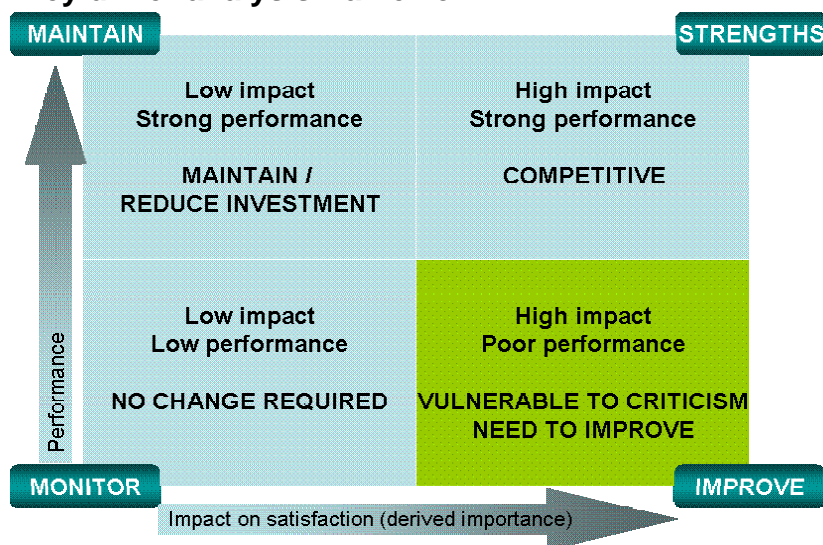 MAINTAIN
STRENGTHS
Low impact
Strong performance
MAINTAIN /
REDUCE INVESTMENT
High impact
Strong performance
COMPETITIVE
Low impact
Low performance
NO CHANGE REQUIRED
High impact
Poor performance
VULNERABLE TO CRITICISM
NEED TO IMPROVE
Performance
MONITOR
IMPROVE
Impact on satisfaction (derived importance)